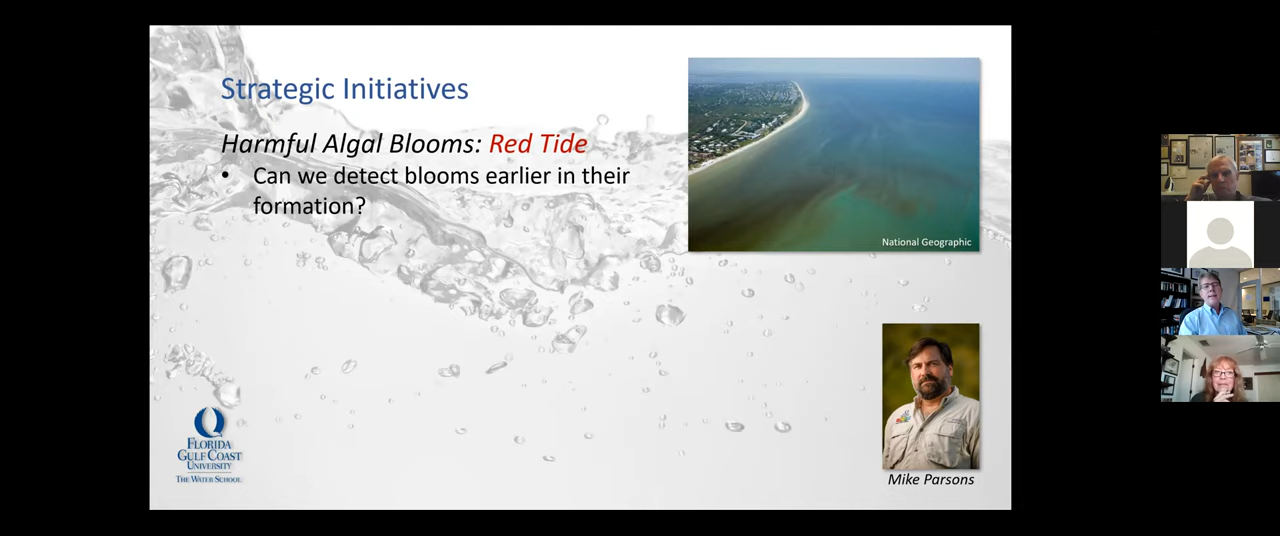 Strategic Initiatives
Harmful Algal Blooms: Red Tide
• Can we detect blooms earlier in their
formation?
National Geographic
FLORIDA
GULF COAST
UNIVERSITY
THE WATER SCHOOL
Mike Parsons